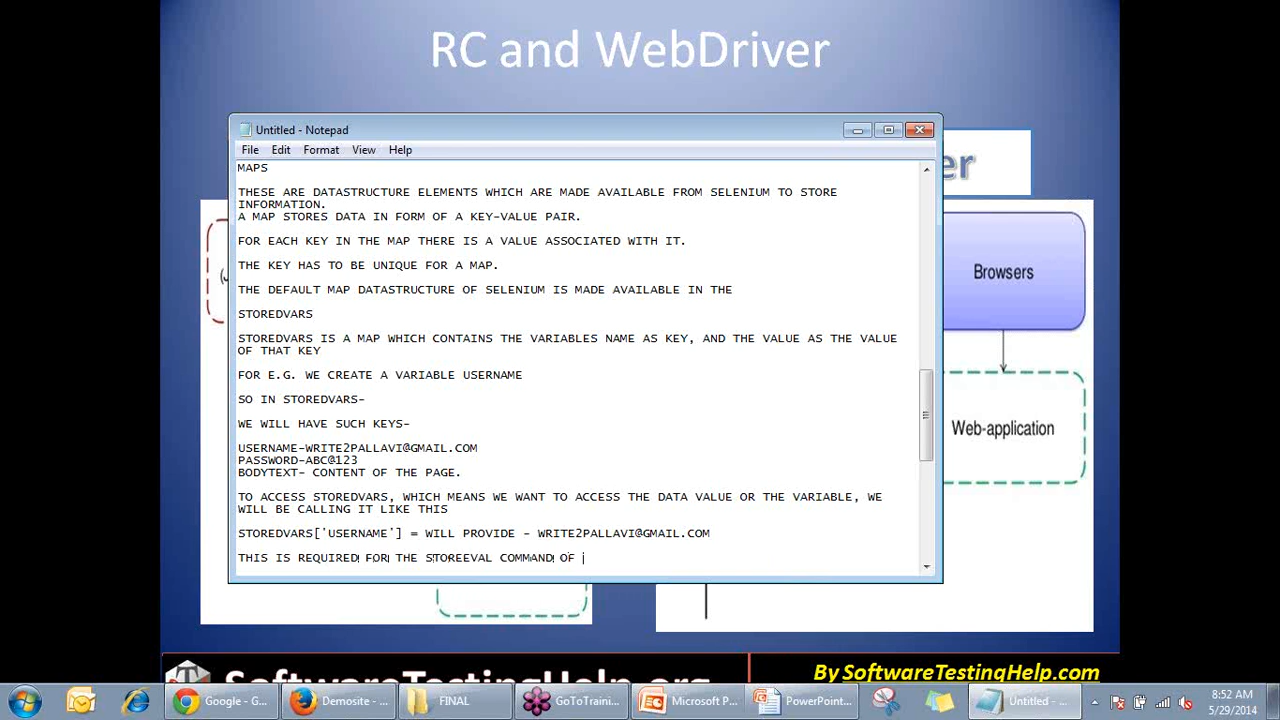 RC and WebDriver
er
Untitled - Notepad
File Edit Format View Help
MAPS
THESE ARE DATASTRUCTURE ELEMENTS WHICH ARE MADE AVAILABLE FROM SELENIUM TO STORE
INFORMATION.
A MAP STORES DATA IN FORM OF A KEY-VALUE PAIR.
FOR EACH KEY IN THE MAP THERE IS A VALUE ASSOCIATED WITH IT.
THE KEY HAS TO BE UNIQUE FOR A MAP.
THE DEFAULT MAP DATASTRUCTURE OF SELENIUM IS MADE AVAILABLE IN THE
STOREDVARS
STOREDVARS IS A MAP WHICH CONTAINS THE VARIABLES NAME AS KEY, AND THE VALUE AS THE VALUE
OF THAT KEY
FOR E.G. WE CREATE A VARIABLE USERNAME
SO IN STOREDVARS-
WE WILL HAVE SUCH KEYS-
USERNAME-WRITE2PALLAVI@GMAIL.COM
PASSWORD-ABC@123
BODYTEXT- CONTENT OF THE PAGE.
TO ACCESS STOREDVARS, WHICH MEANS WE WANT TO ACCESS THE DATA VALUE OR THE VARIABLE, WE
WILL BE CALLING IT LIKE THIS
STOREDVARS['USERNAME'] = WILL PROVIDE - WRITE2PALLAVI@GMAIL.COM
THIS IS REQUIRED FOR THE STOREEVAL COMMAND OF
Browsers
Web-application
SoftwareTestingHelp.org
By SoftwareTestingHelp.com
Google - G...
Demosite - ...
FINAL
GoToTraini...
Microsoft P...
PowerPoint...
Untitled - ...
8:52 AM
5/29/2014